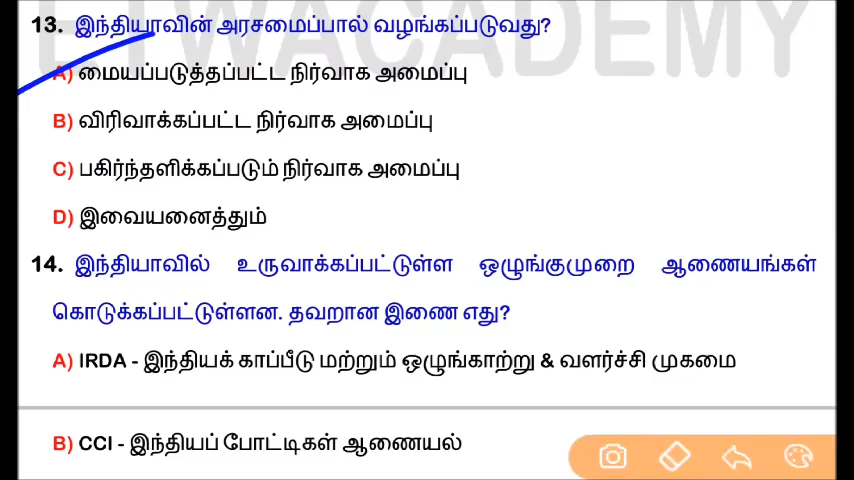 ETWACADEMY
13. இந்தியாவின் அரசமைப்பால் வழங்கப்படுவது?
A) மையப்படுத்தப்பட்ட நிர்வாக அமைப்பு
B) விரிவாக்கப்பட்ட நிர்வாக அமைப்பு
C) பகிர்ந்தளிக்கப்படும் நிர்வாக அமைப்பு
D) இவையனைத்தும்
14. இந்தியாவில் உருவாக்கப்பட்டுள்ள ஒழுங்குமுறை ஆணையங்கள்
கொடுக்கப்பட்டுள்ளன. தவறான இணை எது?
A) IRDA - இந்தியக் காப்பீடு மற்றும் ஒழுங்காற்று & வளர்ச்சி முகமை
B) CCI - இந்தியப் போட்டிகள் ஆணையல்